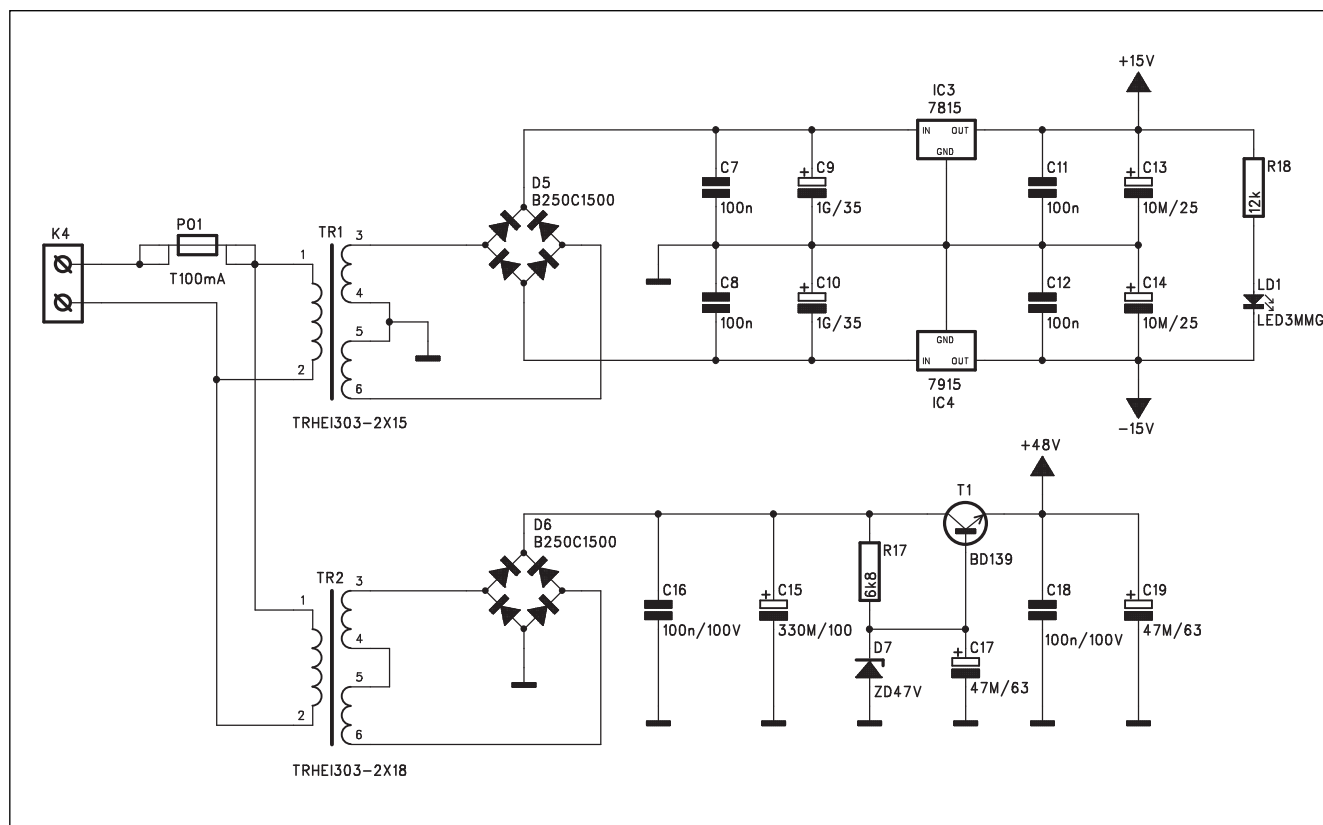 +15V
IC3
7815
IN OUT
GND
C7
100n
C9
+
1G/35
C11
100n
C13
+
10M/25
R18
12k
D5
B250C1500
K4
PO1
T100mA
TR1
1
2
3
4
5
6
TRHEI303-2X15
C8
100n
C10
+
1G/35
C12
100n
C14
+
10M/25
LD1
LED3MMG
GND
IN OUT
7915
IC4
-15V
+48V
T1
BD139
D6
B250C1500
R17
6k8
TR2
1
2
3
4
5
6
TRHEI303-2X18
C16
100n/100V
C15
+
330M/100
D7
ZD47V
C17
+
47M/63
C18
100n/100V
C19
+
47M/63